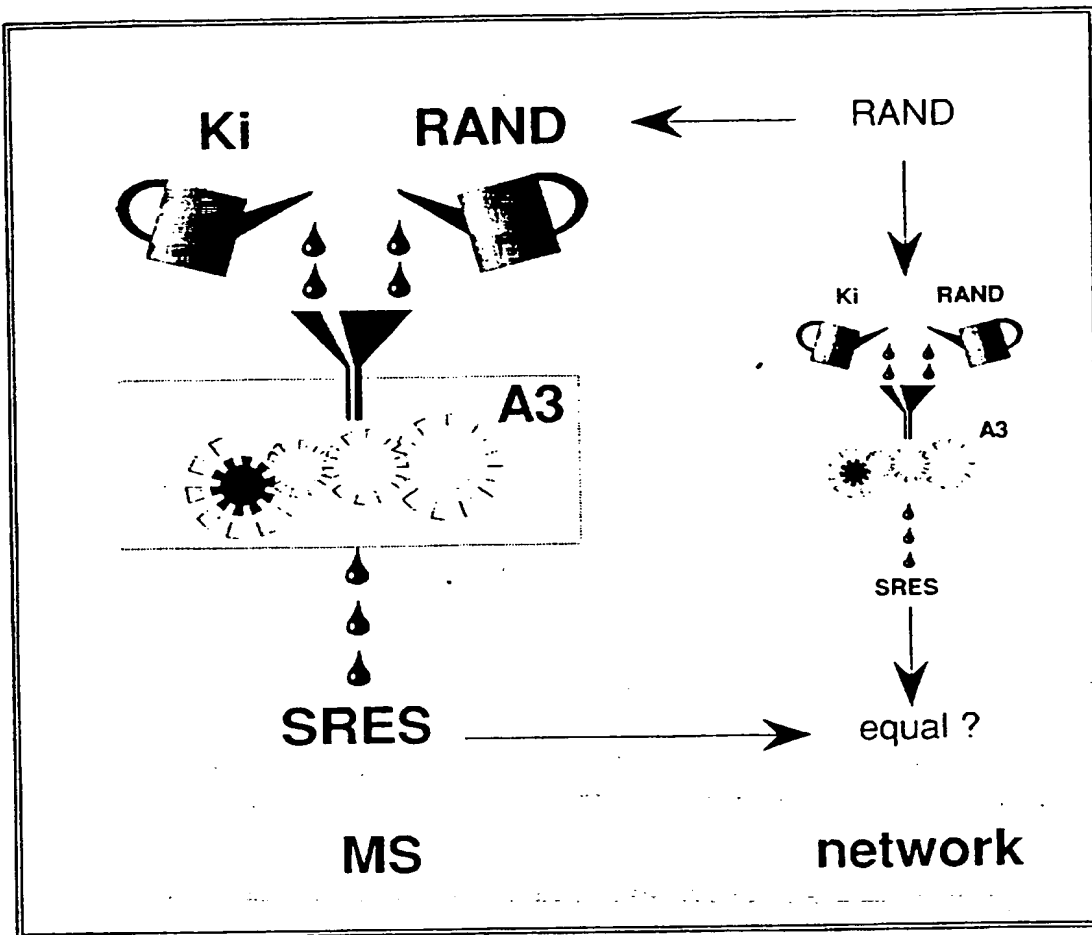 Ki RAND RAND
Ki RAND
A3
A3
SRES
SRES
equal ?
MS network